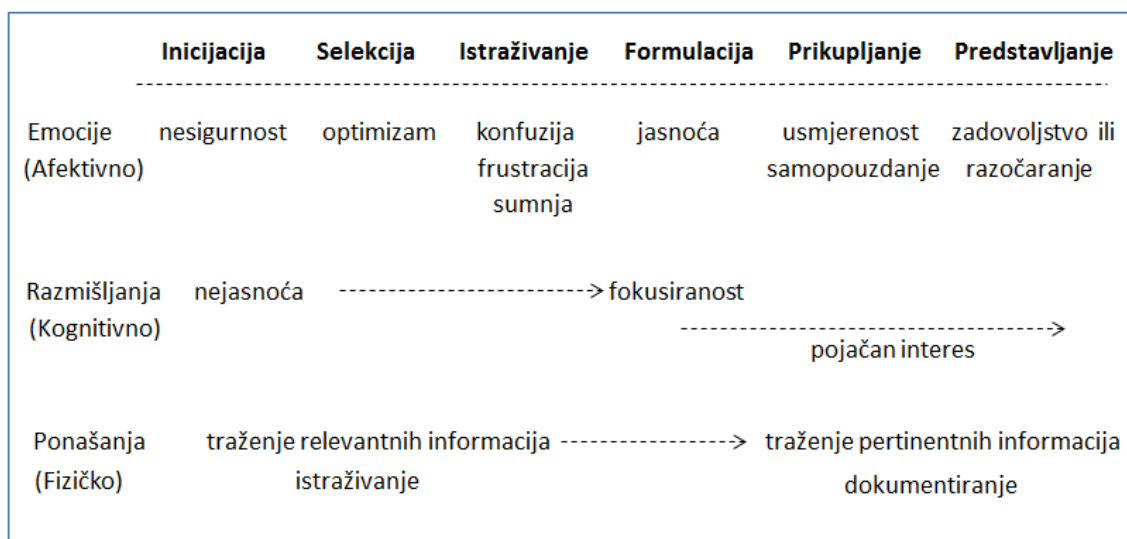 Inicijacija Selekcija Istraživanje Formulacija Prikupljanje Predstavljanje
Emocije nesigurnost optimizam konfuzija jasnoća usmjerenost zadovoljstvo ili
(Afektivno) frustracija samopouzdanje razočaranje
sumnja
Razmišljanja nejasnoća fokusiranost
(Kognitivno)
pojačan interes
Ponašanja traženje relevantnih informacija traženje pertinentnih informacija
(Fizičko) istraživanje dokumentiranje